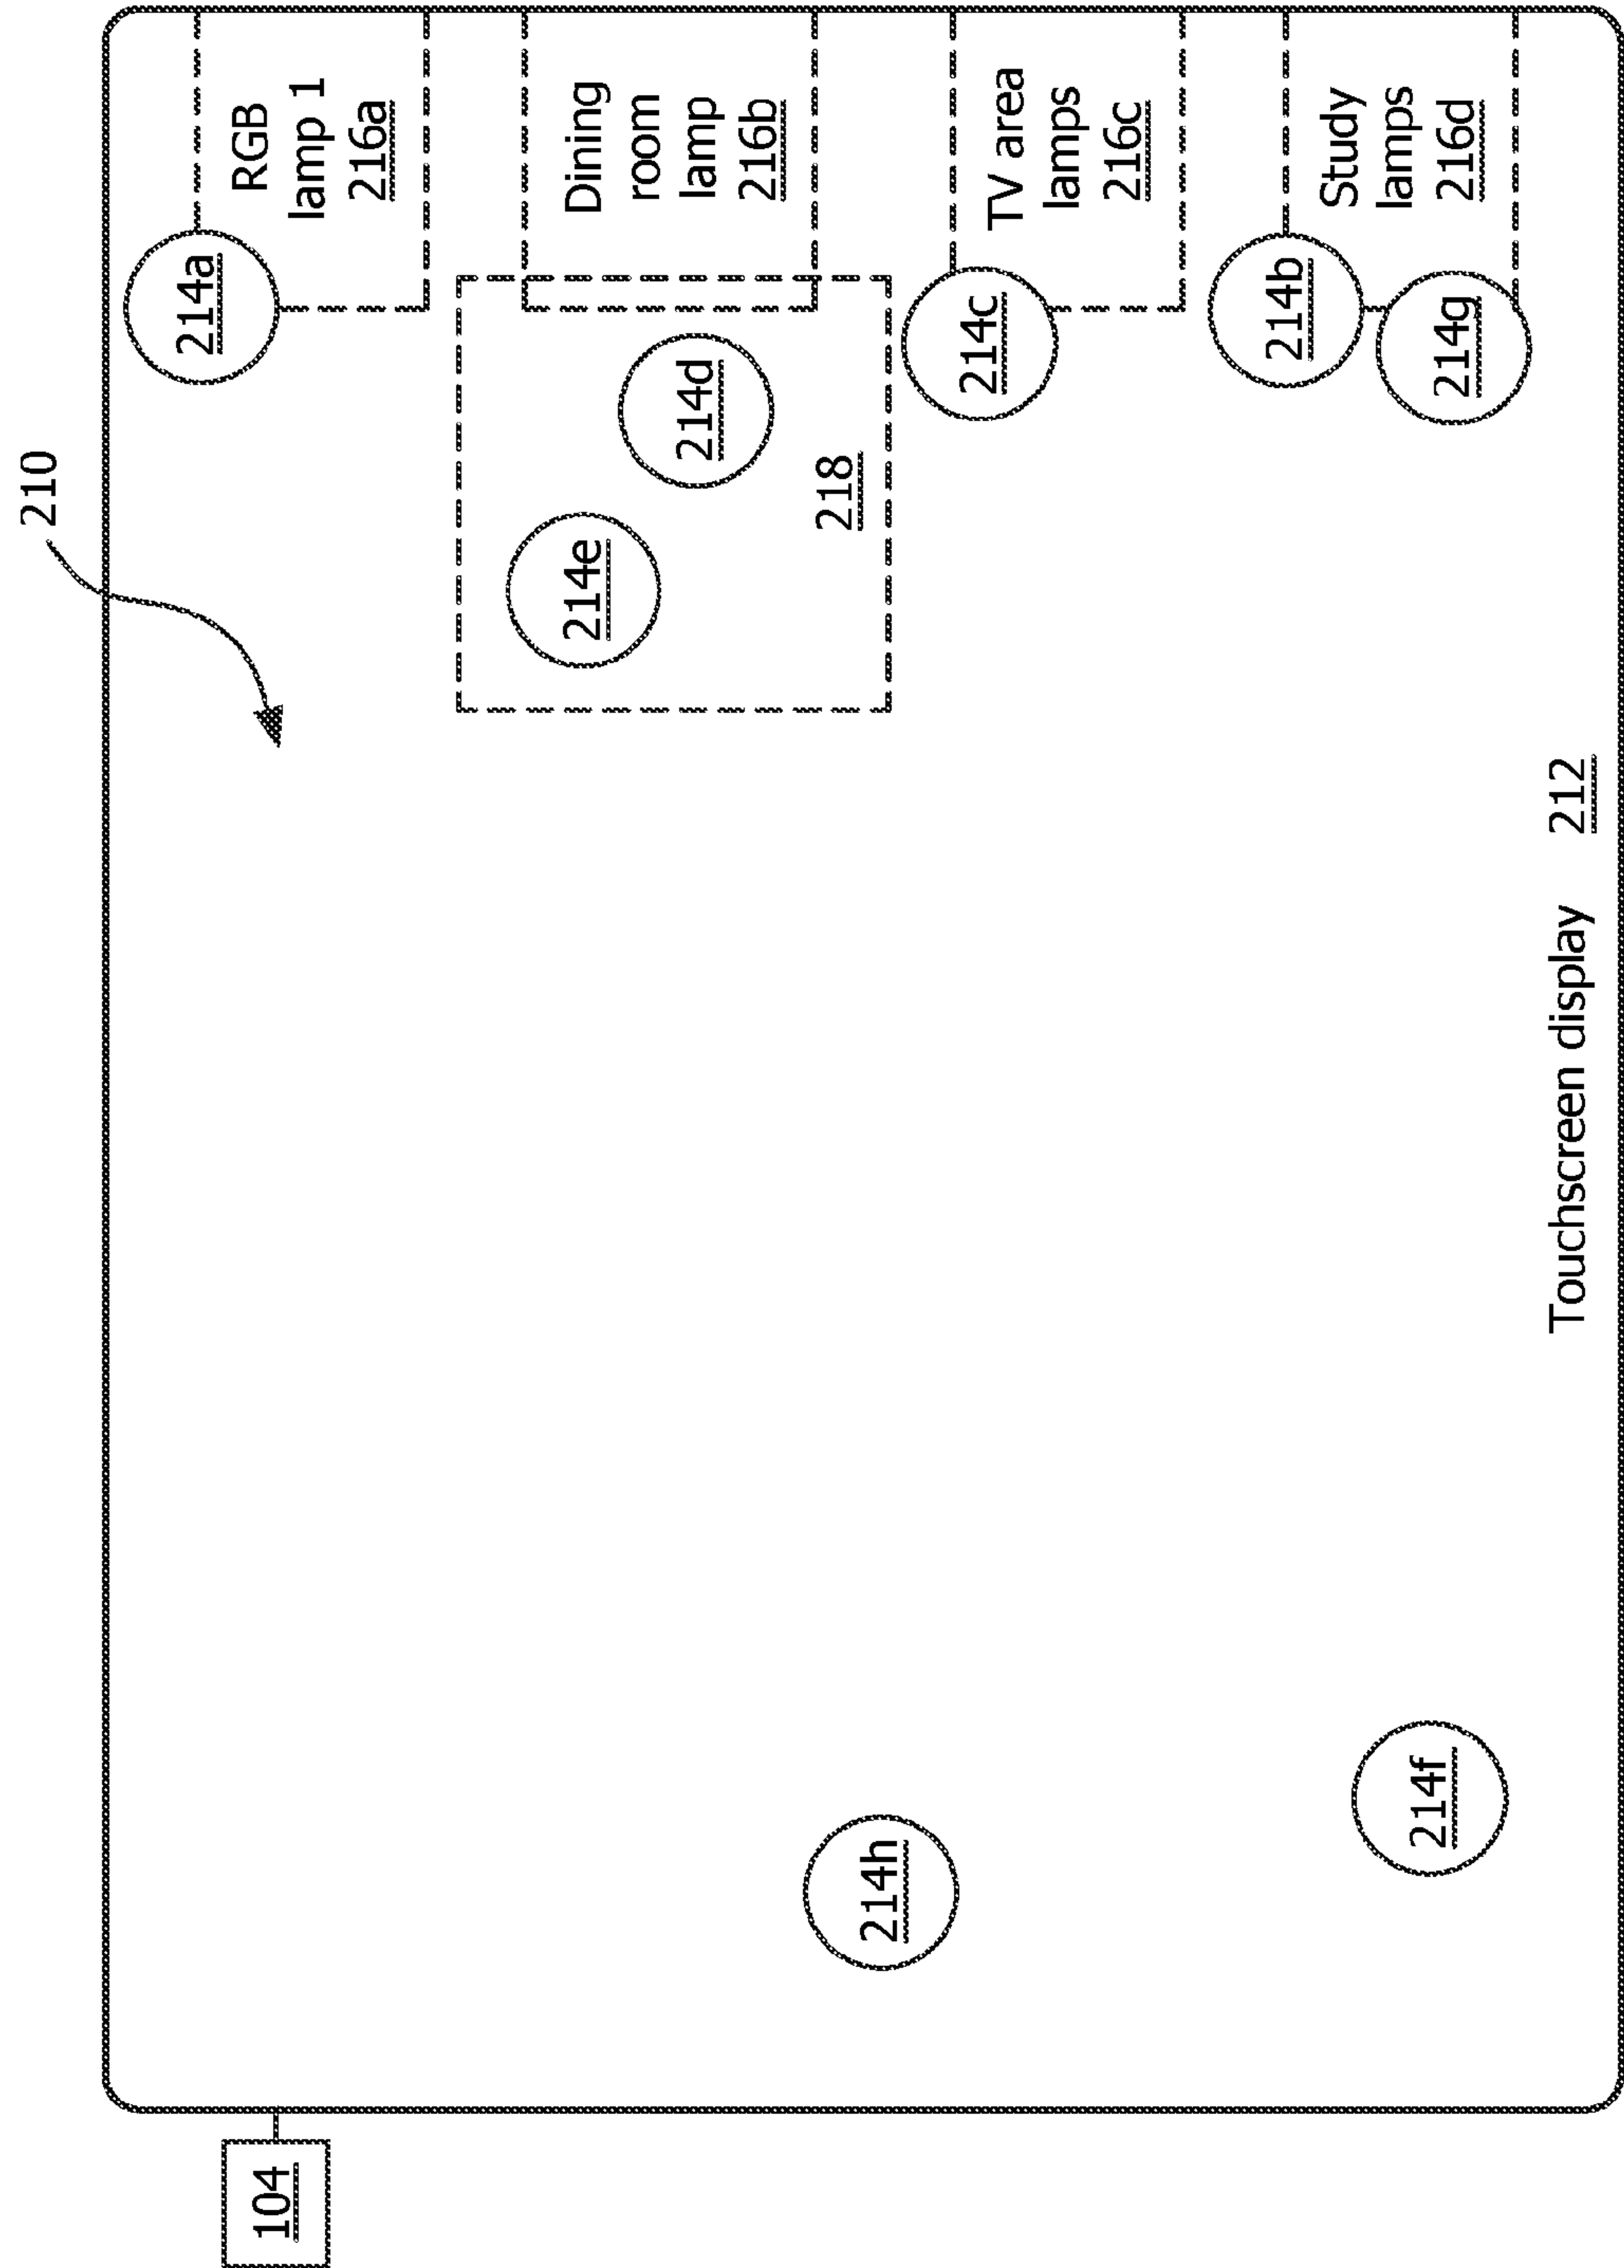 210
104
214a
RGB
lamp 1
216a
214e
214d
218
Dining
room
lamp
216b
214h
214c
TV area
lamps
216c
214b
Study
lamps
216d
214f
214g
Touchscreen display 212